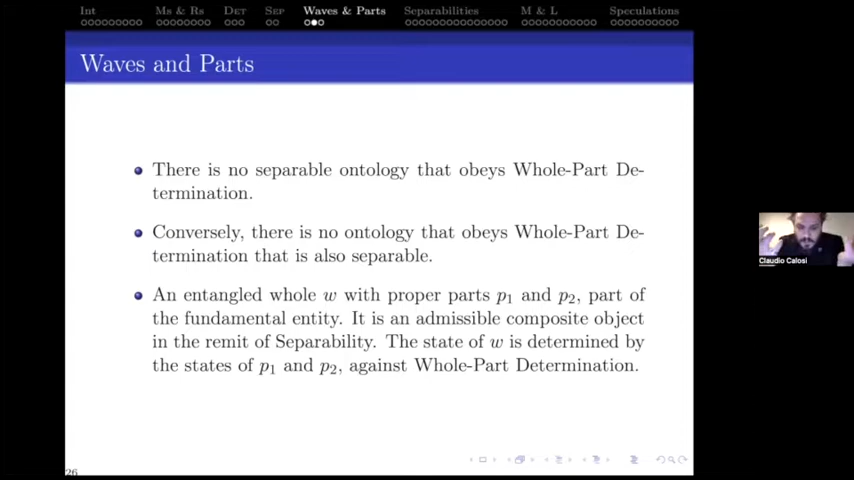 Int Ms & Rs Det Sep Waves & Parts Separabilities M & L Speculations
Waves and Parts
There is no separable ontology that obeys Whole-Part De-
termination.
Conversely, there is no ontology that obeys Whole-Part De-
termination that is also separable.
An entangled whole w with proper parts p₁ and p₂, part of
the fundamental entity. It is an admissible composite object
in the remit of Separability. The state of w is determined by
the states of p₁ and p₂, against Whole-Part Determination.
Claudio Calosi
26